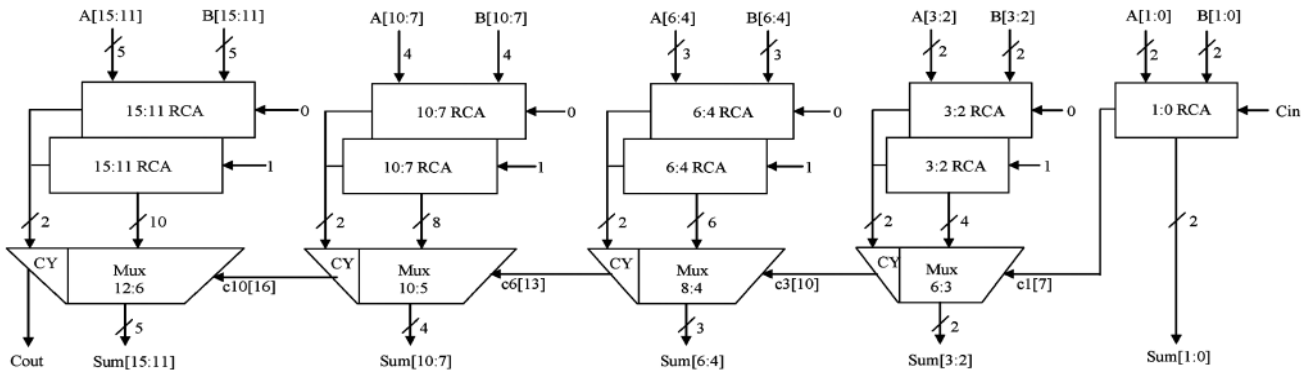 A[15:11] B[15:11] A[10:7] B[10:7] A[6:4] B[6:4] A[3:2] B[3:2] A[1:0] B[1:0]
5 5 4 4 3 3 2 2 2 2
15:11 RCA 0 10:7 RCA 0 6:4 RCA 0 3:2 RCA 0 1:0 RCA Cin
15:11 RCA 1 10:7 RCA 1 6:4 RCA 1 3:2 RCA 1
2 10 2 8 2 6 2 4 2
CY Mux CY Mux CY Mux CY Mux
12:6 c10[16] 10:5 c6[13] 8:4 c3[10] 6:3 c1[7]
5 4 3 2
Cout Sum[15:11] Sum[10:7] Sum[6:4] Sum[3:2] Sum[1:0]